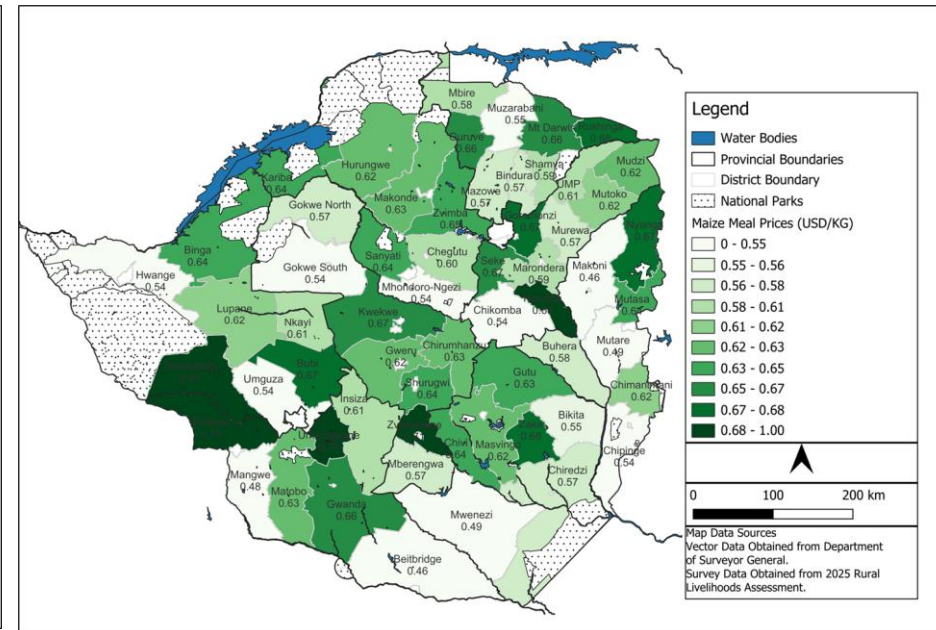 Mbire
0.58
Muzarabani
0.55
Guruve
0.66
Mt Darwin
0.66
Rushinga
Kariba
0.64
Hurungwe
0.62
Makonde
0.63
Zvimba
0.65
Mazowe
0.57
Bindura
0.57
Shamva
0.59
UMP
0.61
Mudzi
0.62
Mutoko
0.62
Gokwe North
0.57
Murewa
0.57
Nyanga
0.67
Binga
0.64
Sanyati
0.64
Chegutu
0.60
Seke
0.67
Marondera
0.59
Makoni
0.46
Hwange
0.54
Gokwe South
0.54
Mhondoro-Ngezi
0.54
Mutasa
Lupane
0.62
Nkayi
0.61
Kwekwe
0.67
Chikomba
0.54
Mutare
0.49
Gweru
0.62
Chirumhanzu
0.63
Buhera
0.58
Bubi
0.67
Umguza
0.54
Shurugwi
0.64
Gutu
0.63
Chimanimani
0.62
Insiza
0.61
Bikita
0.55
Chivi
0.64
Masvingo
0.62
Chipinge
0.54
Mangwe
0.48
Matobo
0.63
Gwanda
0.66
Mberengwa
0.57
Chiredzi
0.57
Mwenezi
0.49
Beitbridge
0.46
Legend
Water Bodies
Provincial Boundaries
District Boundary
National Parks
Maize Meal Prices (USD/KG)
0 - 0.55
0.55 - 0.56
0.56 - 0.58
0.58 - 0.61
0.61 - 0.62
0.62 - 0.63
0.63 - 0.65
0.65 - 0.67
0.67 - 0.68
0.68 - 1.00
0 100 200 km
Map Data Sources
Vector Data Obtained from Department
of Surveyor General.
Survey Data Obtained from 2025 Rural
Livelihoods Assessment.